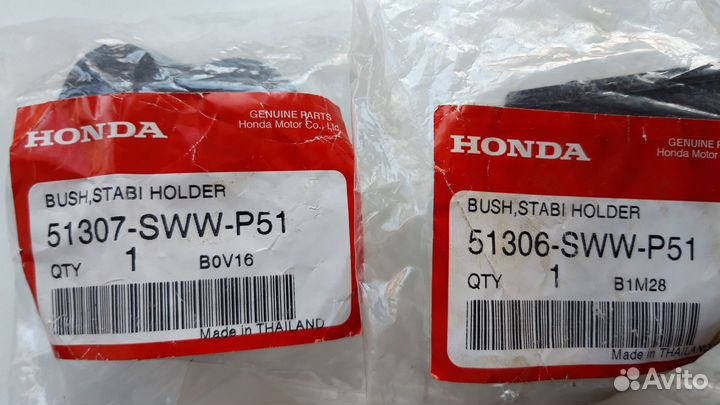 GENUINE PARTS
Honda Motor Co., Ltd.
HONDA
BUSH,STABI HOLDER
51307-SWW-P51
QTY 1 B0V16
Made in THAILAND
GENUINE
Honda Motor
HONDA
BUSH,STABI HOLDER
51306-SWW-P51
QTY 1 B1M28
Made in THAILAND
Avito